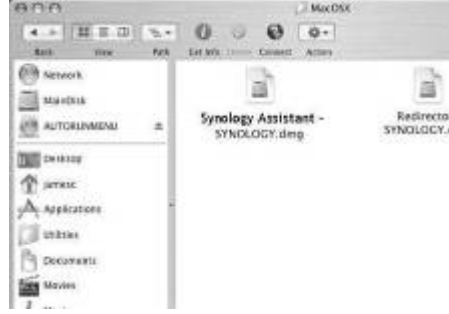 MacOSX
Back View Path Get Info Connect Action
Network
MainDisk
AUTORUNMENU
Desktop
jamesc
Applications
Utilities
Documents
Movies
Synology Assistant -
SYNOLOGY.dmg
Redirecto
SYNOLOGY.